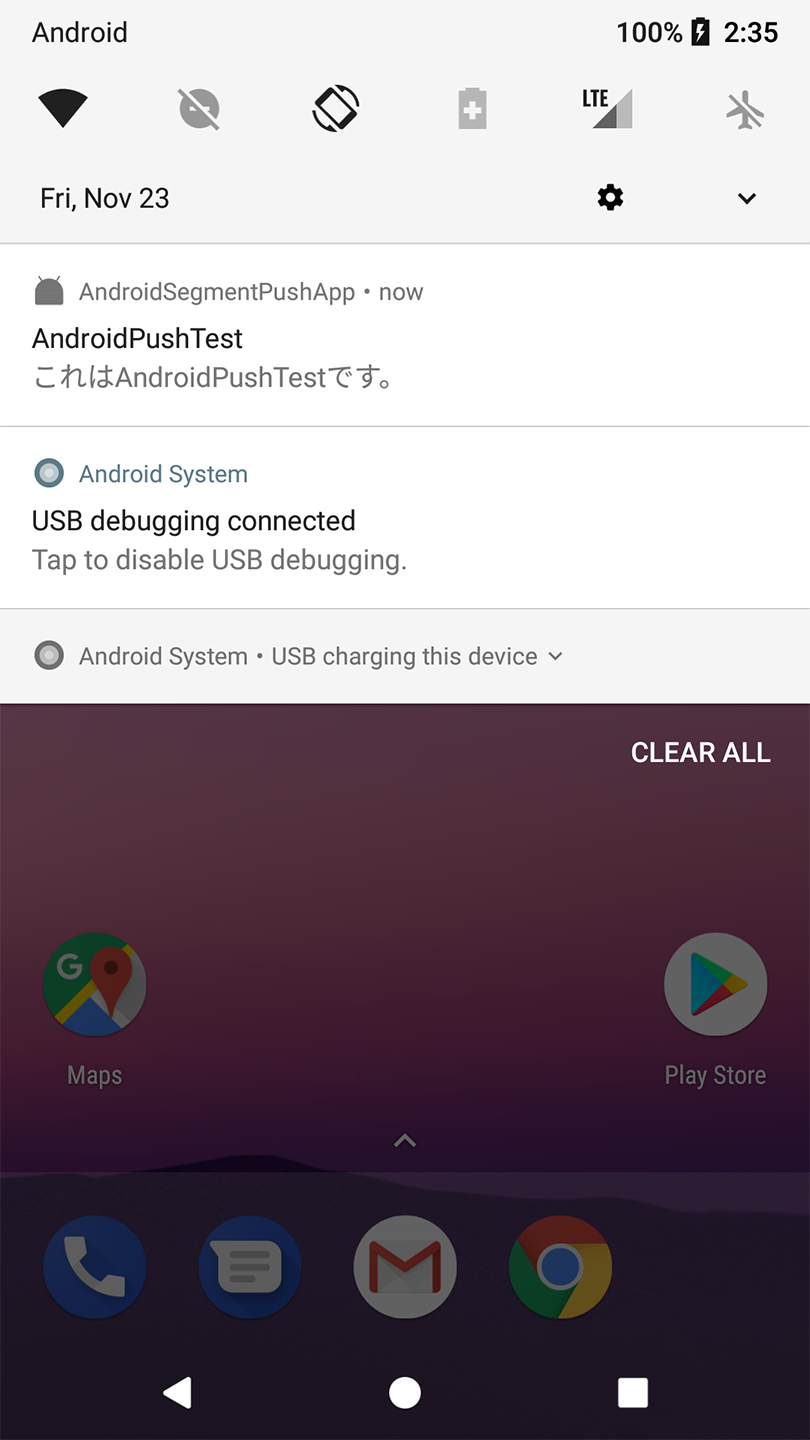 Android 100% 2:35
LTE
Fri, Nov 23
AndroidSegmentPushApp • now
AndroidPushTest
これはAndroidPushTestです。
Android System
USB debugging connected
Tap to disable USB debugging.
Android System • USB charging this device
CLEAR ALL
G
Maps Play Store